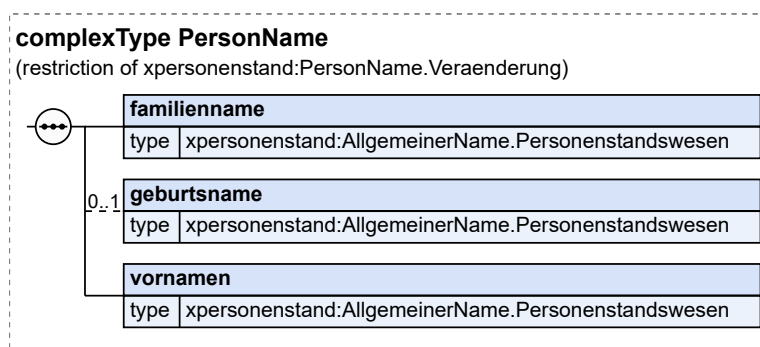 complexType PersonName
(restriction of xpersonenstand:PersonName.Veraenderung)
familienname
type xpersonenstand:AllgemeinerName.Personenstandswesen
0..1 geburtsname
type xpersonenstand:AllgemeinerName.Personenstandswesen
vornamen
type xpersonenstand:AllgemeinerName.Personenstandswesen